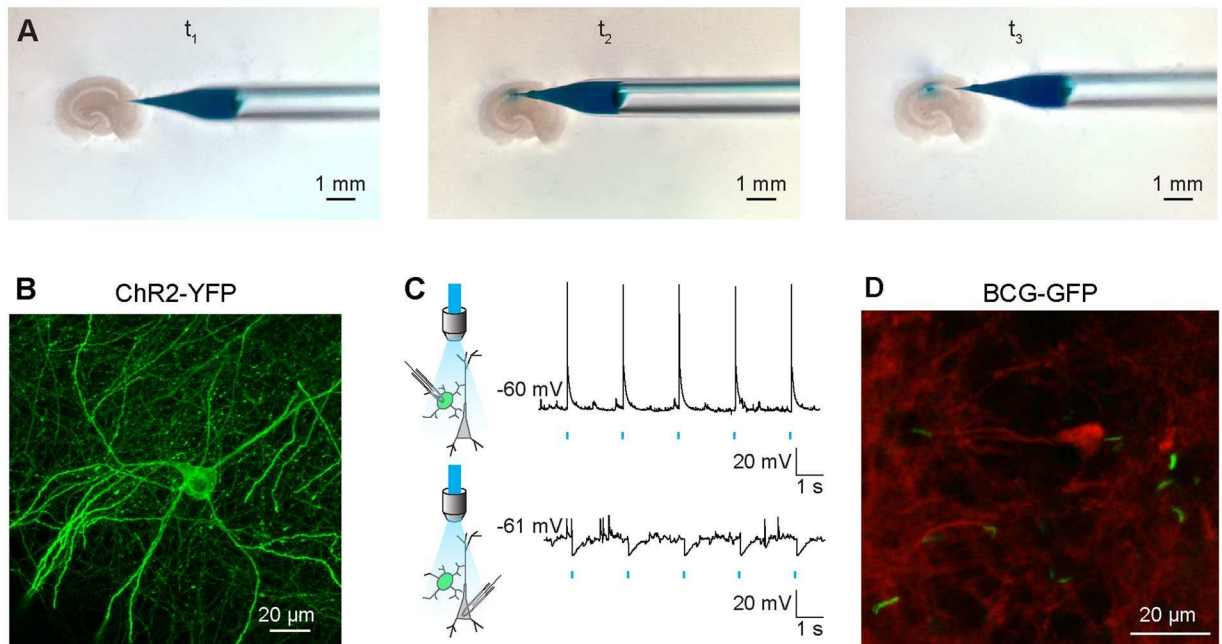 A
t1
t2
t3
1 mm
1 mm
1 mm
B
ChR2-YFP
20 µm
C
-60 mV
20 mV
1 s
-61 mV
20 mV
1 s
D
BCG-GFP
20 µm